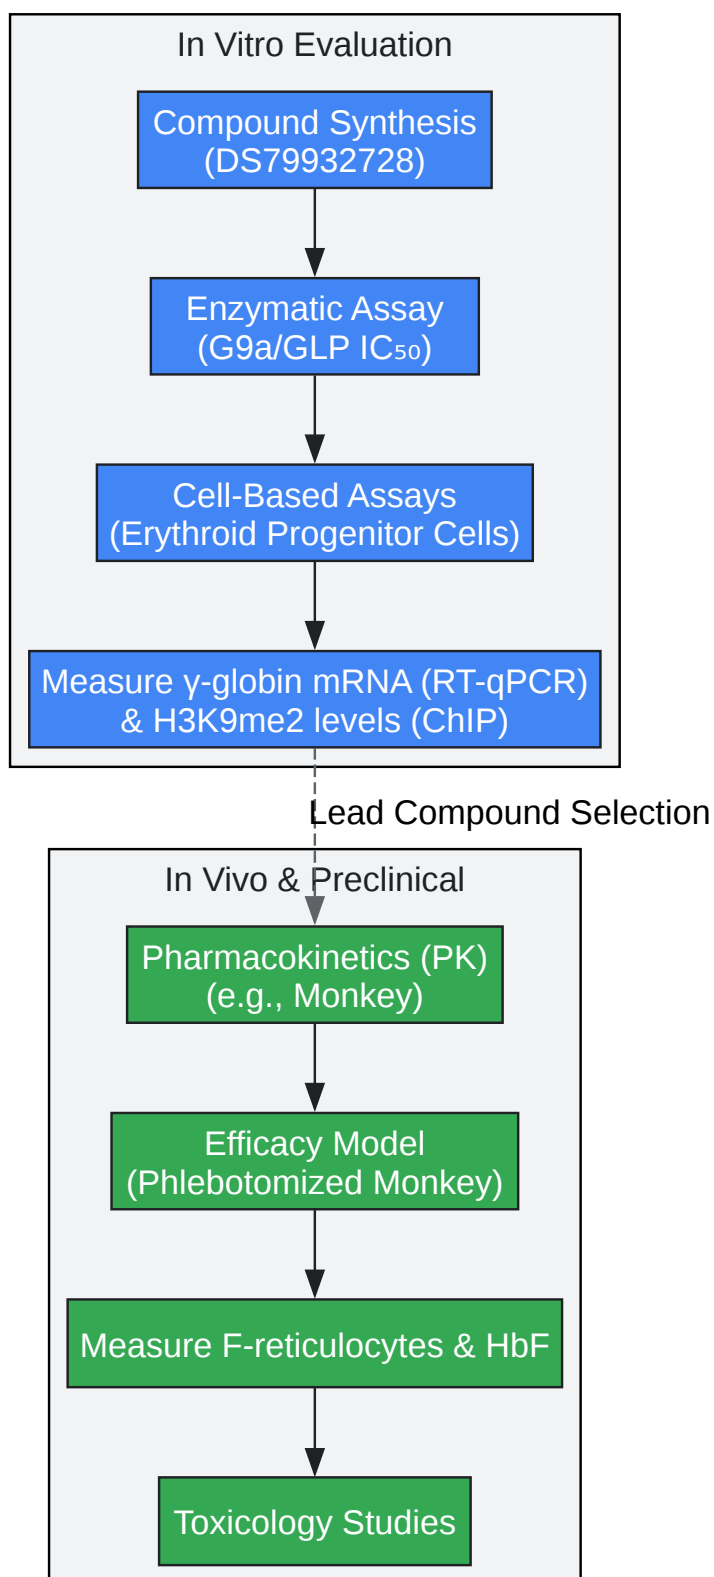 In Vitro Evaluation
Compound Synthesis
(DS79932728)
Enzymatic Assay
(G9a/GLP IC₅₀)
Cell-Based Assays
(Erythroid Progenitor Cells)
Measure γ-globin mRNA (RT-qPCR)
& H3K9me2 levels (ChIP)
Lead Compound Selection
In Vivo & Preclinical
Pharmacokinetics (PK)
(e.g., Monkey)
Efficacy Model
(Phlebotomized Monkey)
Measure F-reticulocytes & HbF
Toxicology Studies